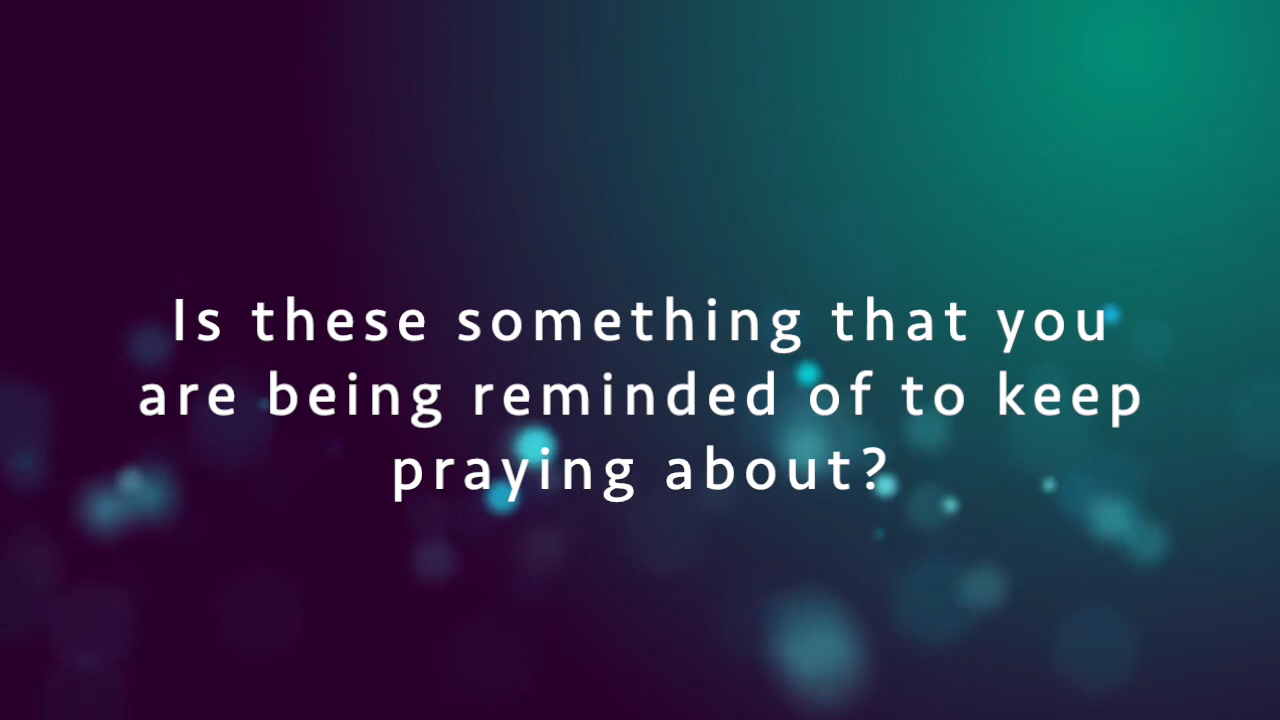 Is these something that you
are being reminded of to keep
praying about?